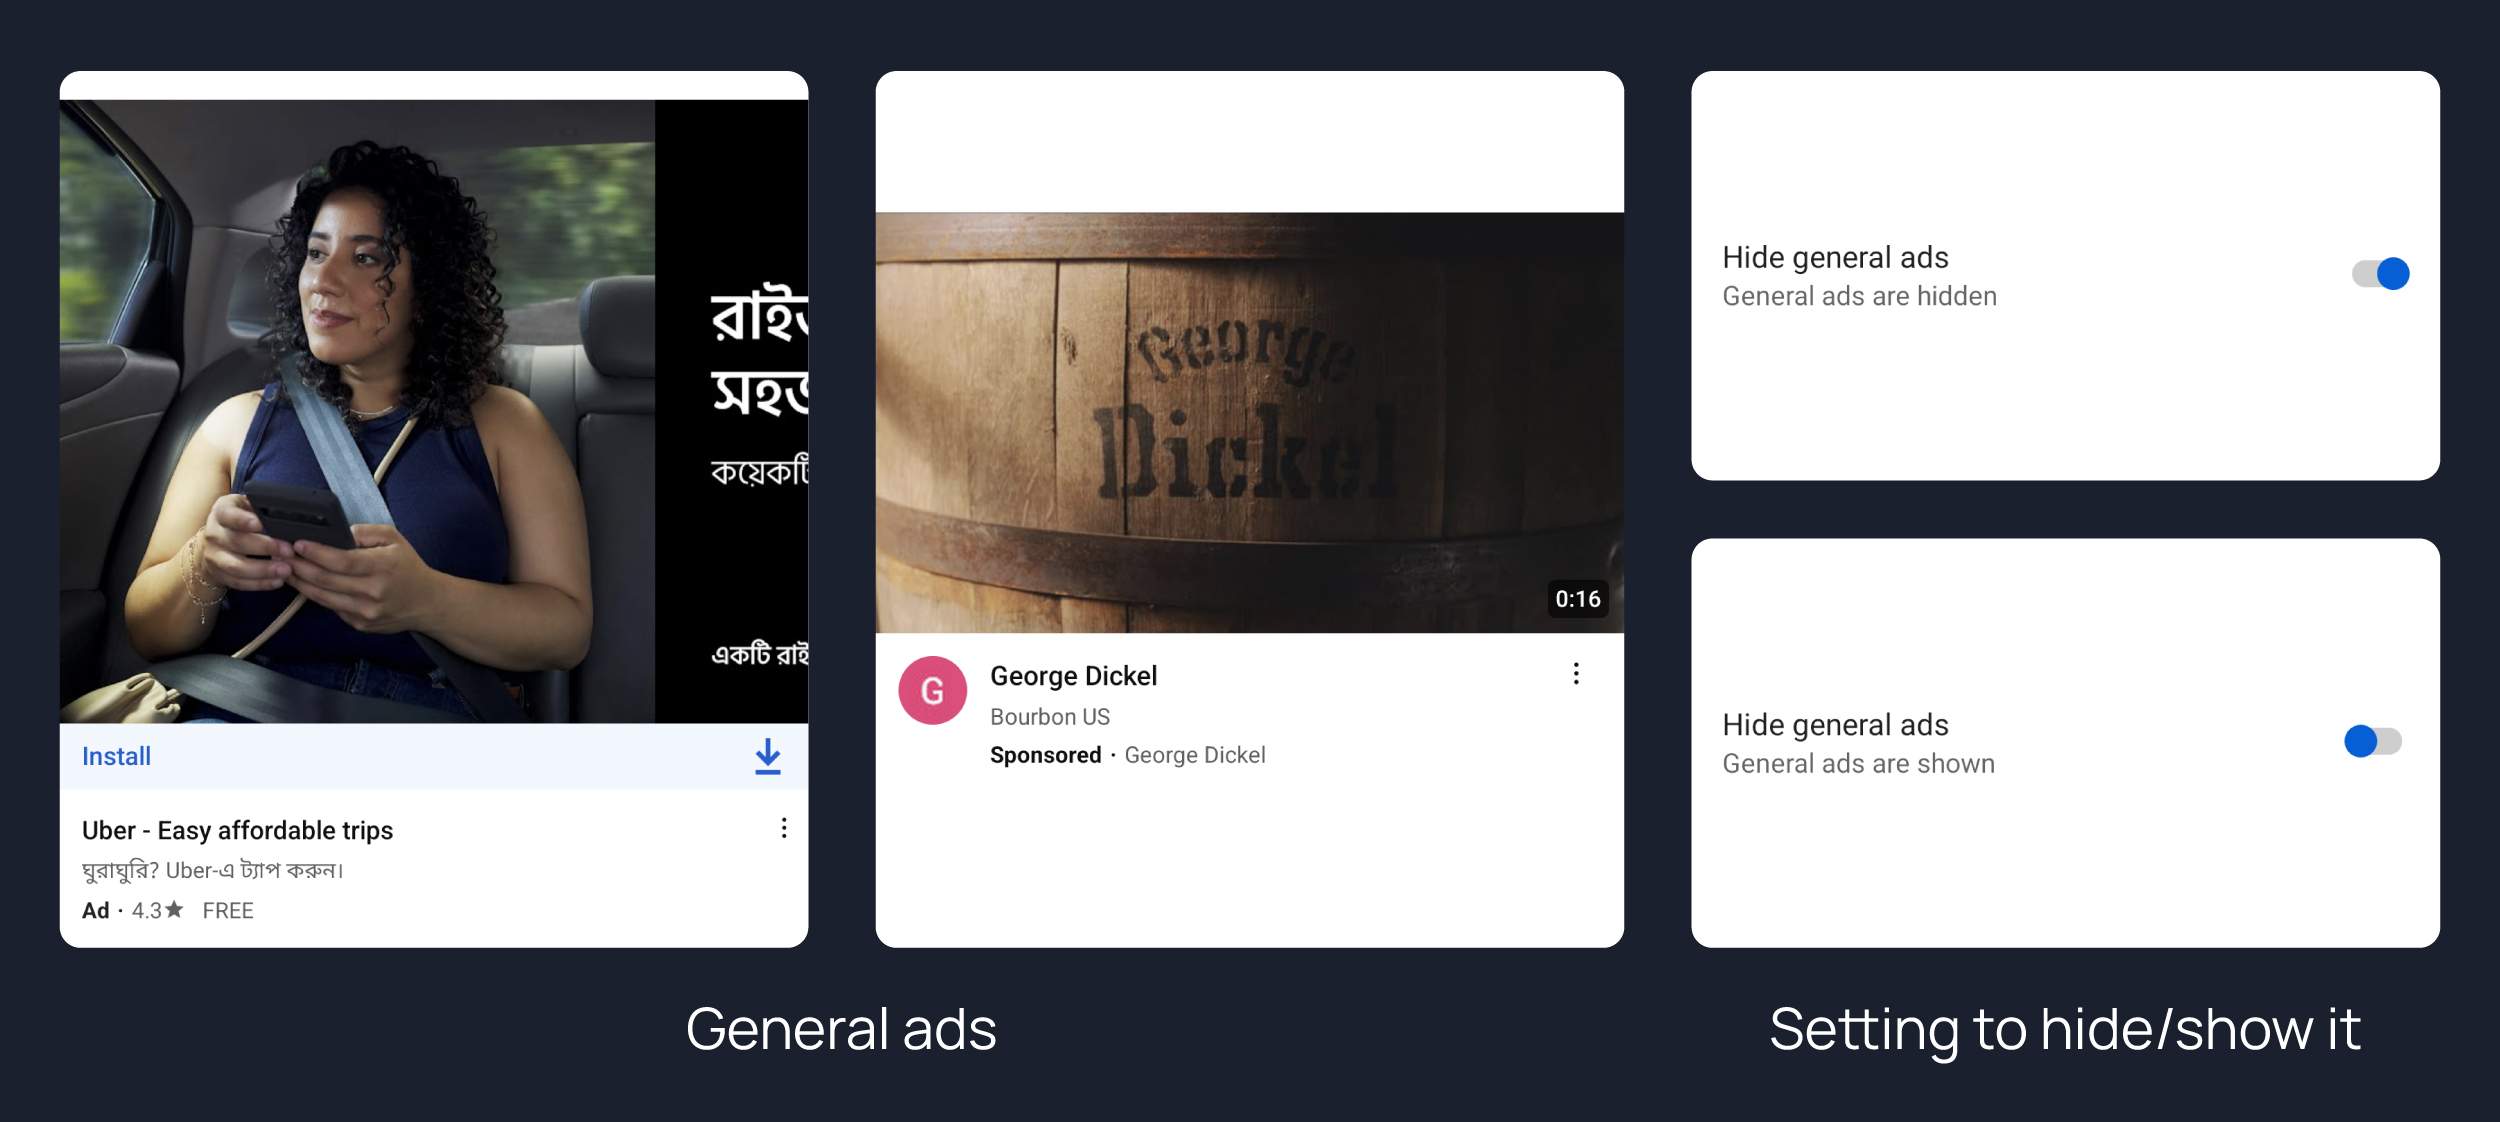 কয়েকটি
একটি রাই
Install
Uber - Easy affordable trips
ঘুরাঘুরি? Uber-এ ট্যাপ করুন।
Ad · 4.3★ FREE
George
Dickel
0:16
G
George Dickel
Bourbon US
Sponsored · George Dickel
General ads
Hide general ads
General ads are hidden
Hide general ads
General ads are shown
Setting to hide/show it